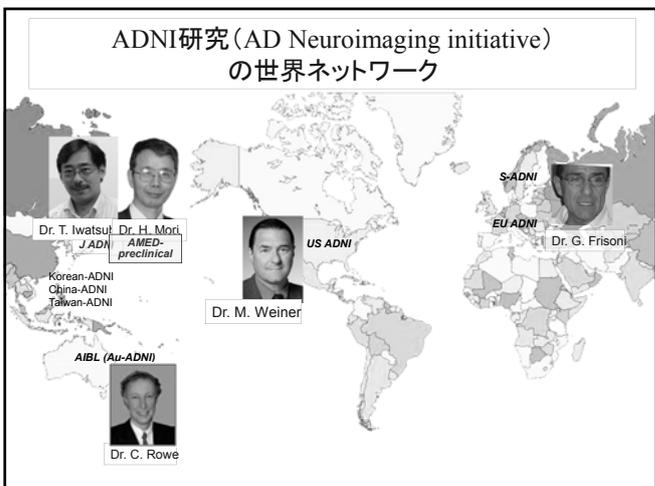 ADNI研究（AD Neuroimaging initiative）
の世界ネットワーク
S-ADNI
EU ADNI
Dr. G. Frisoni
Dr. T. Iwatsu
Dr. H. Mori
J ADNI
AMED-
preclinical
US ADNI
Dr. M. Weiner
Korean-ADNI
China-ADNI
Taiwan-ADNI
AIBL (Au-ADNI)
Dr. C. Rowe